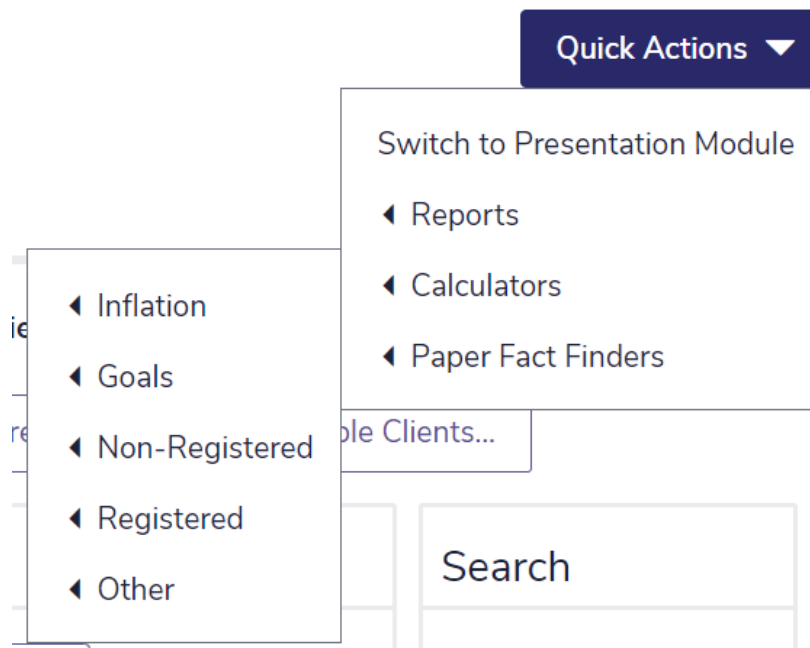 Quick Actions
Switch to Presentation Module
Reports
Calculators
Paper Fact Finders
Inflation
Goals
Non-Registered
Registered
Other
Clients...
Search